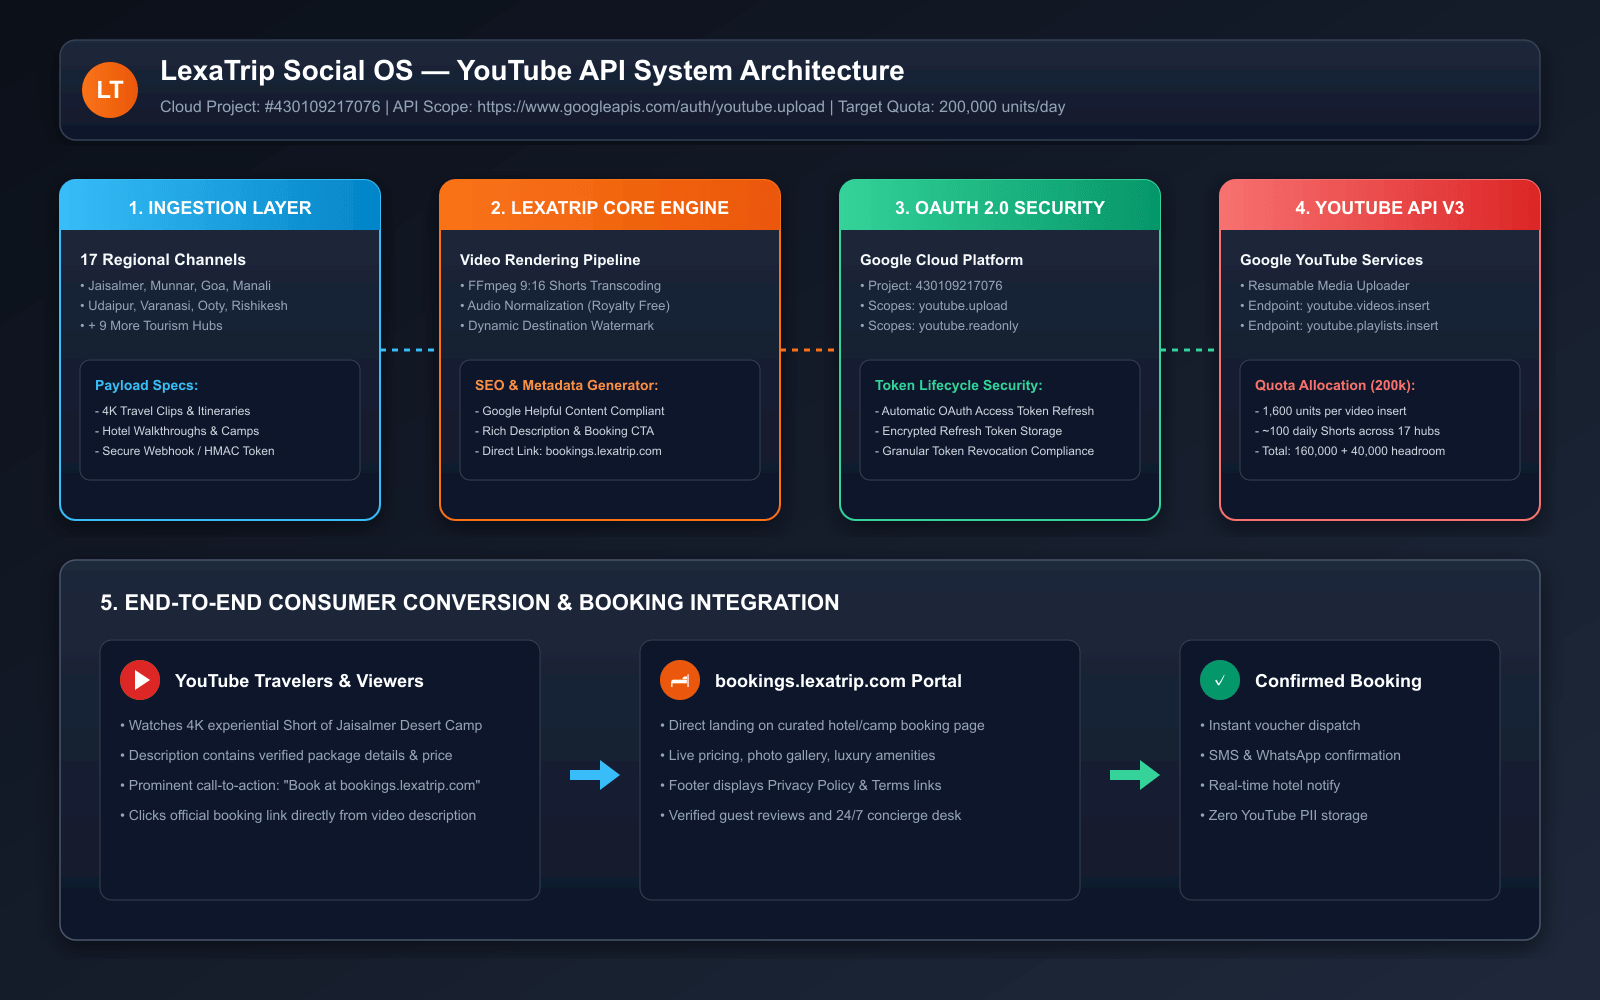 LT
LexaTrip Social OS — YouTube API System Architecture
Cloud Project: #430109217076 | API Scope: https://www.googleapis.com/auth/youtube.upload | Target Quota: 200,000 units/day
1. INGESTION LAYER
17 Regional Channels
• Jaisalmer, Munnar, Goa, Manali
• Udaipur, Varanasi, Ooty, Rishikesh
• + 9 More Tourism Hubs
Payload Specs:
- 4K Travel Clips & Itineraries
- Hotel Walkthroughs & Camps
- Secure Webhook / HMAC Token
2. LEXATRIP CORE ENGINE
Video Rendering Pipeline
• FFmpeg 9:16 Shorts Transcoding
• Audio Normalization (Royalty Free)
• Dynamic Destination Watermark
SEO & Metadata Generator:
- Google Helpful Content Compliant
- Rich Description & Booking CTA
- Direct Link: bookings.lexatrip.com
3. OAUTH 2.0 SECURITY
Google Cloud Platform
• Project: 430109217076
• Scopes: youtube.upload
• Scopes: youtube.readonly
Token Lifecycle Security:
- Automatic OAuth Access Token Refresh
- Encrypted Refresh Token Storage
- Granular Token Revocation Compliance
4. YOUTUBE API V3
Google YouTube Services
• Resumable Media Uploader
• Endpoint: youtube.videos.insert
• Endpoint: youtube.playlists.insert
Quota Allocation (200k):
- 1,600 units per video insert
- ~100 daily Shorts across 17 hubs
- Total: 160,000 + 40,000 headroom
5. END-TO-END CONSUMER CONVERSION & BOOKING INTEGRATION
YouTube Travelers & Viewers
• Watches 4K experiential Short of Jaisalmer Desert Camp
• Description contains verified package details & price
• Prominent call-to-action: "Book at bookings.lexatrip.com"
• Clicks official booking link directly from video description
bookings.lexatrip.com Portal
• Direct landing on curated hotel/camp booking page
• Live pricing, photo gallery, luxury amenities
• Footer displays Privacy Policy & Terms links
• Verified guest reviews and 24/7 concierge desk
✓
Confirmed Booking
• Instant voucher dispatch
• SMS & WhatsApp confirmation
• Real-time hotel notify
• Zero YouTube PII storage